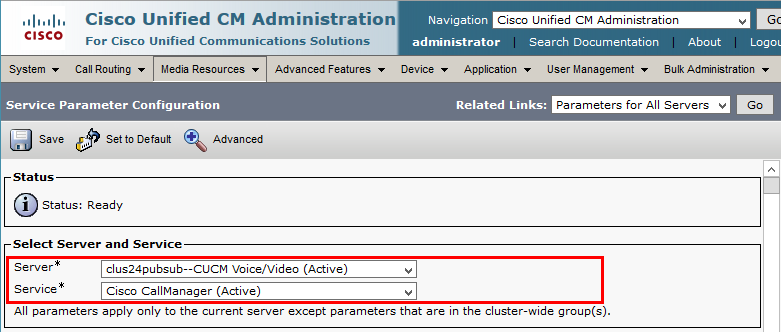 Cisco Unified CM Administration
Navigation Cisco Unified CM Administration Go
CISCO
For Cisco Unified Communications Solutions
administrator | Search Documentation | About | Logou
System Call Routing Media Resources Advanced Features Device Application User Management Bulk Administration
Service Parameter Configuration
Related Links: Parameters for All Servers Go
Save Set to Default Advanced
Status
Status: Ready
Select Server and Service
Server* clus24pubsub--CUCM Voice/Video (Active)
Service* Cisco CallManager (Active)
All parameters apply only to the current server except parameters that are in the cluster-wide group(s).